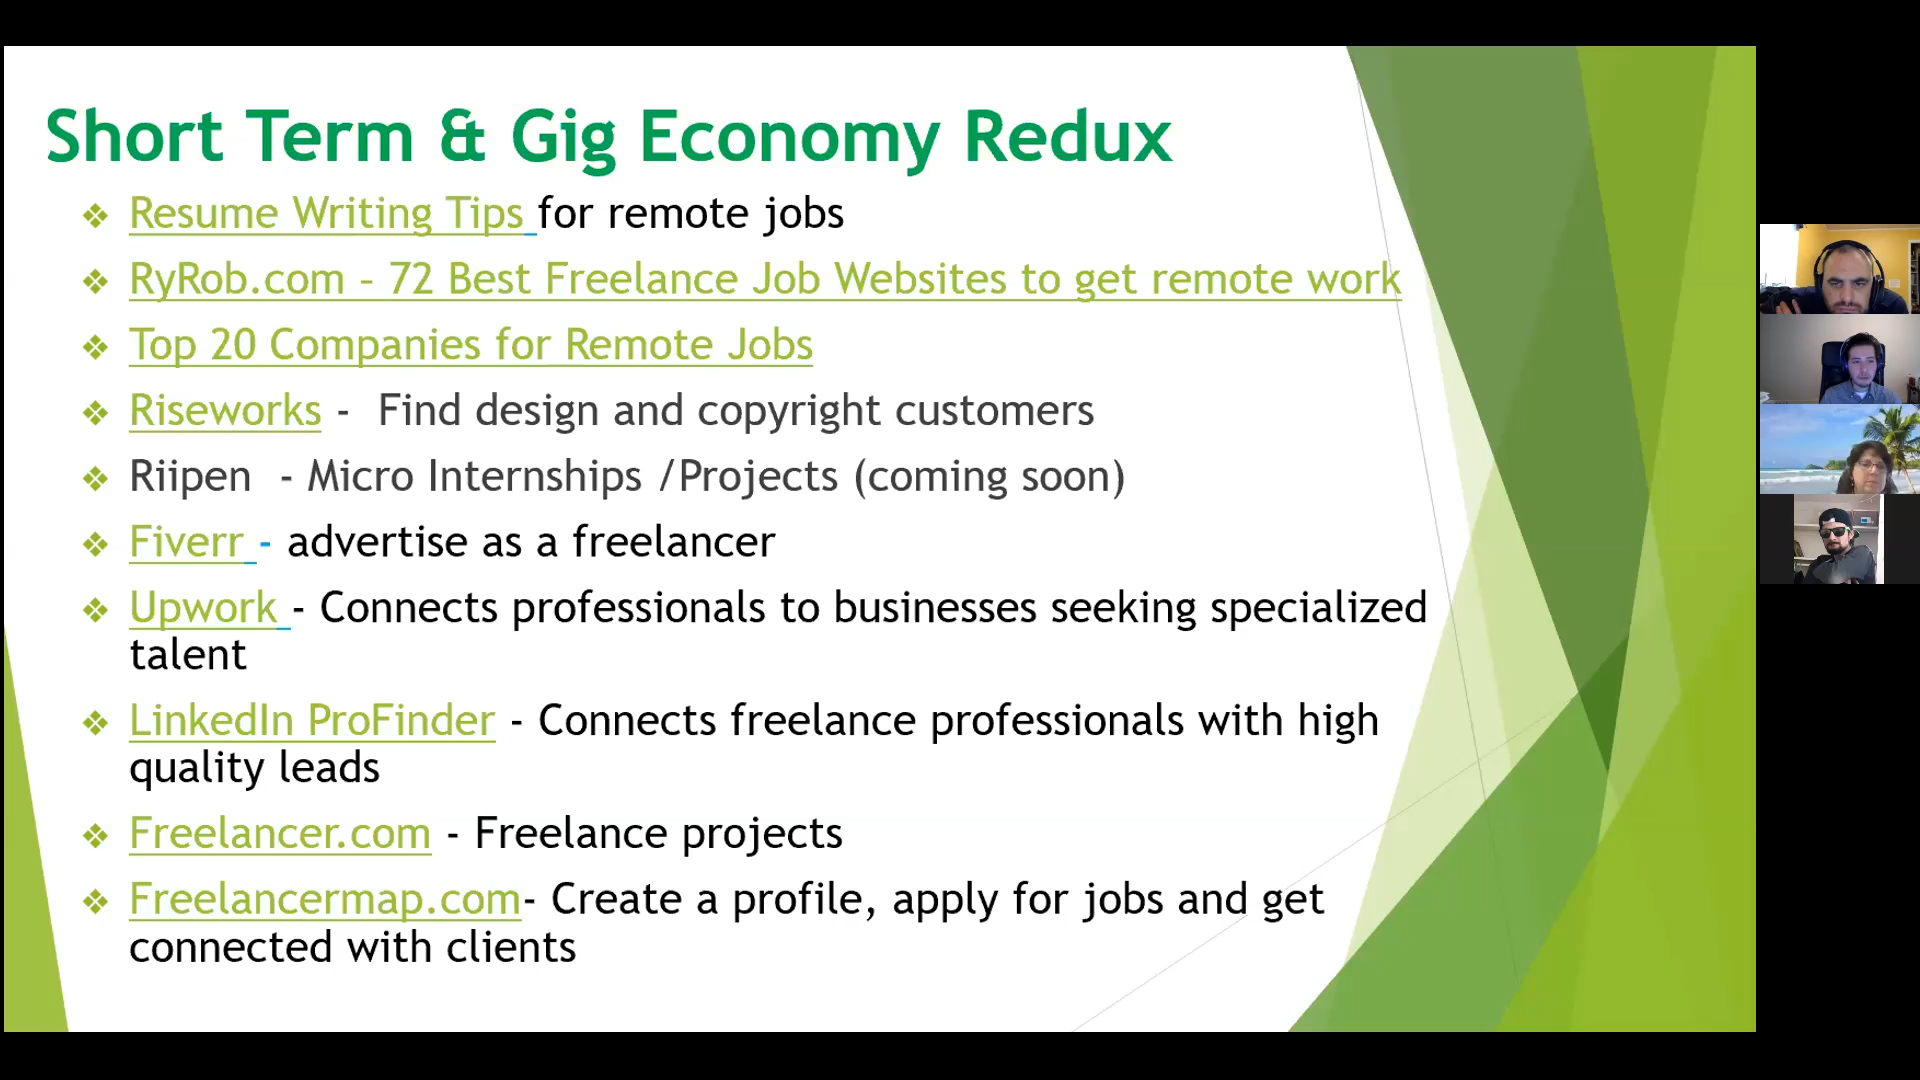 Short Term & Gig Economy Redux
❖ Resume Writing Tips for remote jobs
❖ RyRob.com – 72 Best Freelance Job Websites to get remote work
❖ Top 20 Companies for Remote Jobs
❖ Riseworks - Find design and copyright customers
❖ Riipen - Micro Internships /Projects (coming soon)
❖ Fiverr - advertise as a freelancer
❖ Upwork - Connects professionals to businesses seeking specialized
talent
❖ LinkedIn ProFinder - Connects freelance professionals with high
quality leads
❖ Freelancer.com - Freelance projects
❖ Freelancermap.com- Create a profile, apply for jobs and get
connected with clients